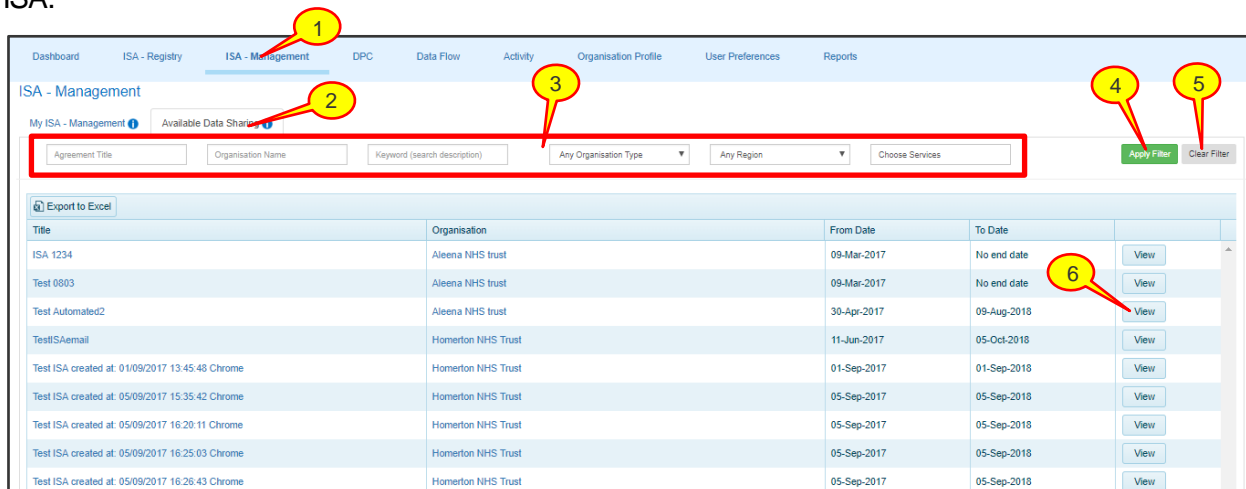 ISA.
1
Dashboard ISA - Registry ISA - Management DPC Data Flow Activity Organisation Profile User Preferences Reports
ISA - Management
2 3 4 5
My ISA - Management Available Data Sharing
Agreement Title Organisation Name Keyword (search description) Any Organisation Type Any Region Choose Services Apply Filter Clear Filter
Export to Excel
Title Organisation From Date To Date
ISA 1234 Aleena NHS trust 09-Mar-2017 No end date View
6
Test 0803 Aleena NHS trust 09-Mar-2017 No end date View
Test Automated2 Aleena NHS trust 30-Apr-2017 09-Aug-2018 View
TestISAemail Homerton NHS Trust 11-Jun-2017 05-Oct-2018 View
Test ISA created at: 01/09/2017 13:45:48 Chrome Homerton NHS Trust 01-Sep-2017 01-Sep-2018 View
Test ISA created at: 05/09/2017 15:35:42 Chrome Homerton NHS Trust 05-Sep-2017 05-Sep-2018 View
Test ISA created at: 05/09/2017 16:20:11 Chrome Homerton NHS Trust 05-Sep-2017 05-Sep-2018 View
Test ISA created at: 05/09/2017 16:25:03 Chrome Homerton NHS Trust 05-Sep-2017 05-Sep-2018 View
Test ISA created at: 05/09/2017 16:26:43 Chrome Homerton NHS Trust 05-Sep-2017 05-Sep-2018 View